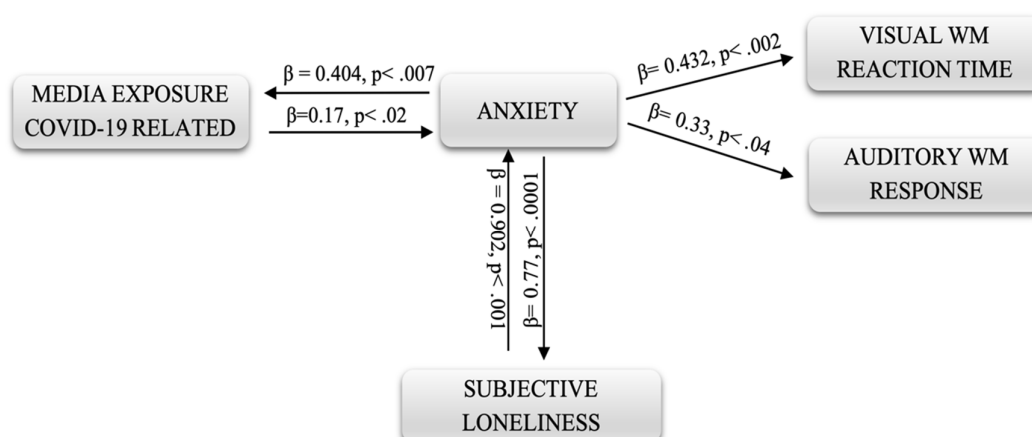 VISUAL WM
REACTION TIME
β= 0.432, p< .002
β = 0.404, p< .007
MEDIA EXPOSURE
COVID-19 RELATED
ANXIETY
β=0.17, p< .02
β= 0.33, p< .04
AUDITORY WM
RESPONSE
β = 0.902, p< .001
β= 0.77, p< .0001
SUBJECTIVE
LONELINESS